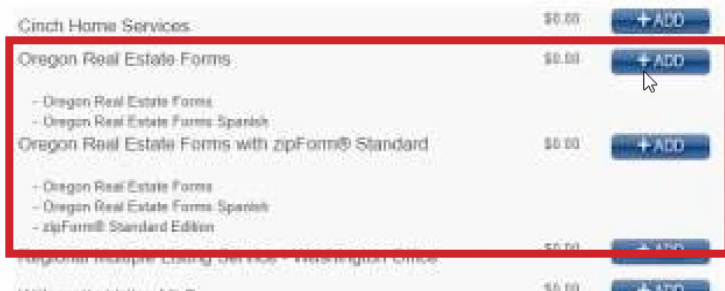 Cinch Home Services $0.00 + ADD
Oregon Real Estate Forms $0.00 + ADD
- Oregon Real Estate Forms
- Oregon Real Estate Forms Spanish
Oregon Real Estate Forms with zipForm® Standard $0.00 + ADD
- Oregon Real Estate Forms
- Oregon Real Estate Forms Spanish
- zipForm® Standard Edition
Regional Multiple Listing Service - Washington Office $0.00 + ADD
$0.00 + ADD